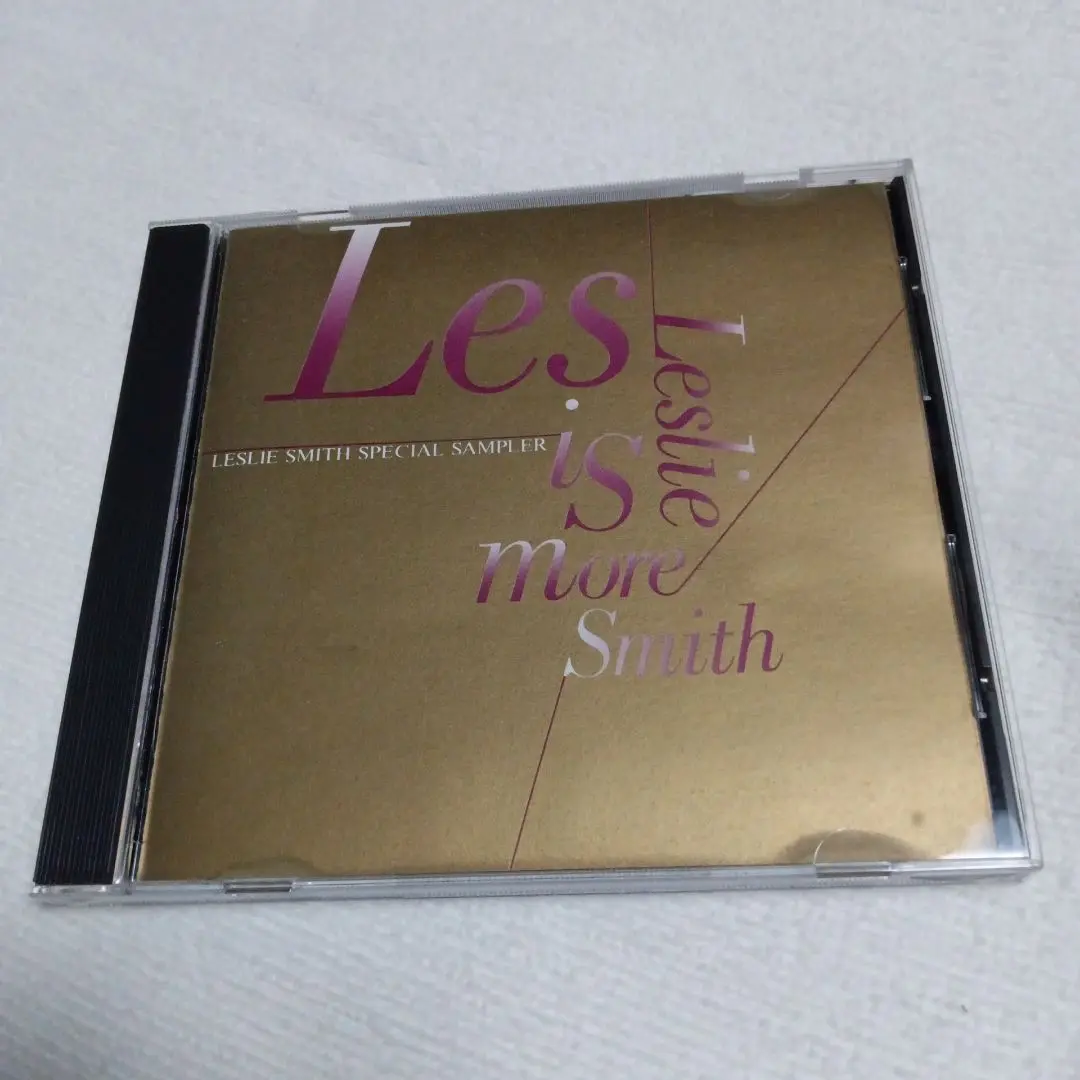 Les
is
more
Leslie
Smith
LESLIE SMITH SPECIAL SAMPLER